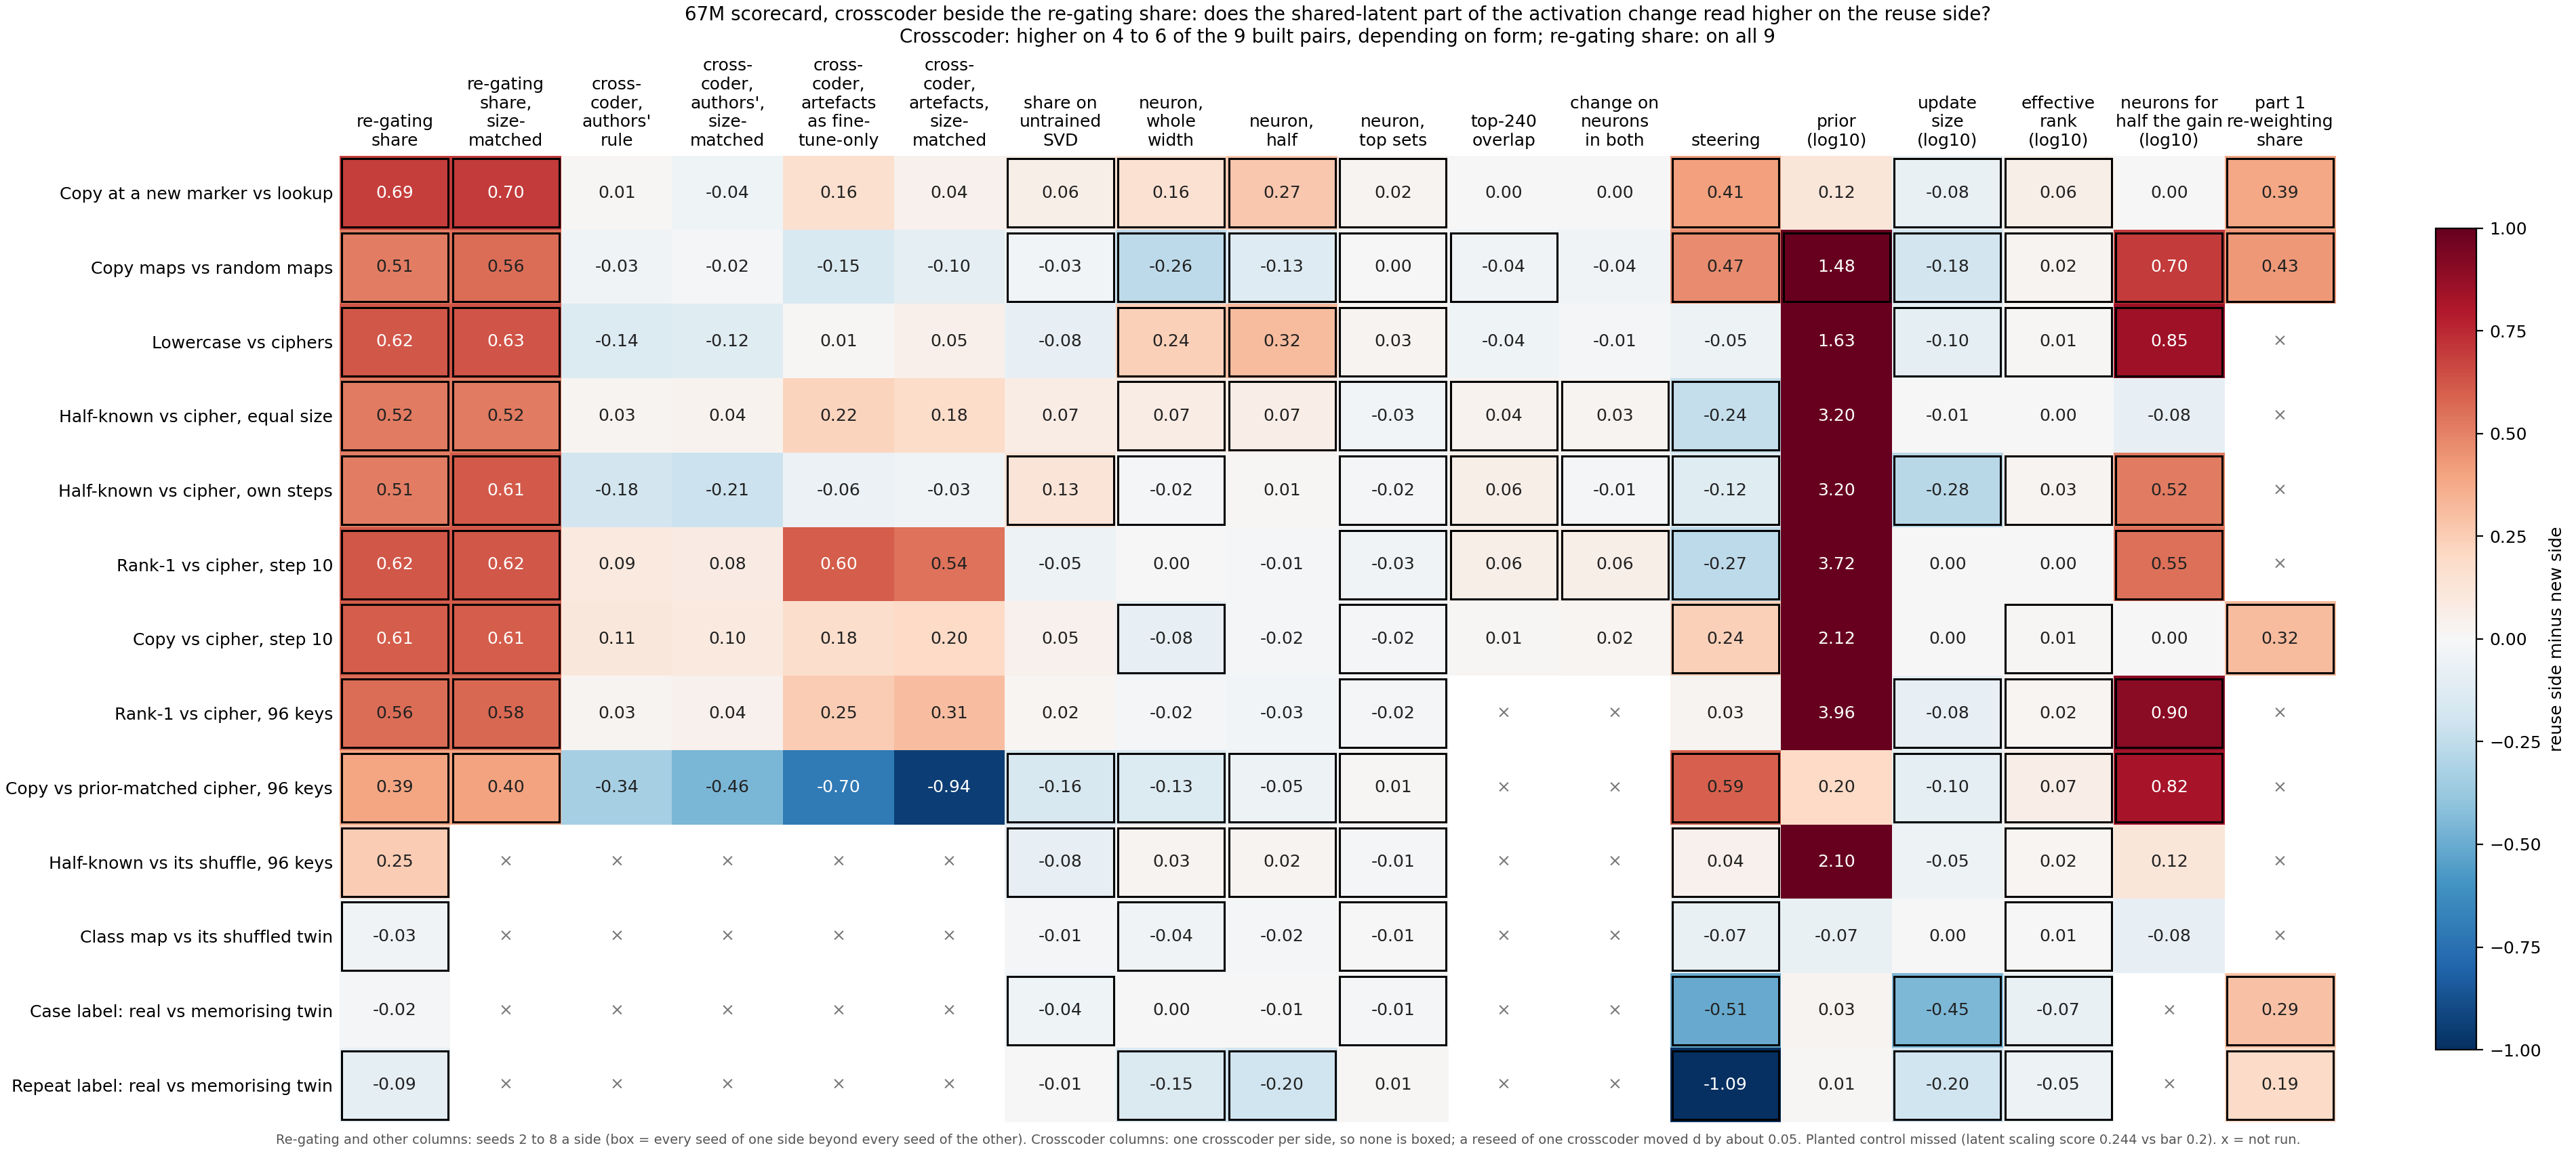 67M scorecard, crosscoder beside the re-gating share: does the shared-latent part of the activation change read higher on the reuse side?
Crosscoder: higher on 4 to 6 of the 9 built pairs, depending on form; re-gating share: on all 9
re-gating
share
re-gating
share,
size-
matched
cross-
coder,
authors'
rule
cross-
coder,
authors',
size-
matched
cross-
coder,
artefacts
as fine-
tune-only
cross-
coder,
artefacts,
size-
matched
share on
untrained
SVD
neuron,
whole
width
neuron,
half
neuron,
top sets
top-240
overlap
change on
neurons
in both
steering
prior
(log10)
update
size
(log10)
effective
rank
(log10)
neurons for
half the gain
(log10)
part 1
re-weighting
share
Copy at a new marker vs lookup 0.69 0.70 0.01 -0.04 0.16 0.04 0.06 0.16 0.27 0.02 0.00 0.00 0.41 0.12 -0.08 0.06 0.00 0.39
Copy maps vs random maps 0.51 0.56 -0.03 -0.02 -0.15 -0.10 -0.03 -0.26 -0.13 0.00 -0.04 -0.04 0.47 1.48 -0.18 0.02 0.70 0.43
Lowercase vs ciphers 0.62 0.63 -0.14 -0.12 0.01 0.05 -0.08 0.24 0.32 0.03 -0.04 -0.01 -0.05 1.63 -0.10 0.01 0.85 ×
Half-known vs cipher, equal size 0.52 0.52 0.03 0.04 0.22 0.18 0.07 0.07 0.07 -0.03 0.04 0.03 -0.24 3.20 -0.01 0.00 -0.08 ×
Half-known vs cipher, own steps 0.51 0.61 -0.18 -0.21 -0.06 -0.03 0.13 -0.02 0.01 -0.02 0.06 -0.01 -0.12 3.20 -0.28 0.03 0.52 ×
Rank-1 vs cipher, step 10 0.62 0.62 0.09 0.08 0.60 0.54 -0.05 0.00 -0.01 -0.03 0.06 0.06 -0.27 3.72 0.00 0.00 0.55 ×
Copy vs cipher, step 10 0.61 0.61 0.11 0.10 0.18 0.20 0.05 -0.08 -0.02 -0.02 0.01 0.02 0.24 2.12 0.00 0.01 0.00 0.32
Rank-1 vs cipher, 96 keys 0.56 0.58 0.03 0.04 0.25 0.31 0.02 -0.02 -0.03 -0.02 × × 0.03 3.96 -0.08 0.02 0.90 ×
Copy vs prior-matched cipher, 96 keys 0.39 0.40 -0.34 -0.46 -0.70 -0.94 -0.16 -0.13 -0.05 0.01 × × 0.59 0.20 -0.10 0.07 0.82 ×
Half-known vs its shuffle, 96 keys 0.25 × × × × × -0.08 0.03 0.02 -0.01 × × 0.04 2.10 -0.05 0.02 0.12 ×
Class map vs its shuffled twin -0.03 × × × × × -0.01 -0.04 -0.02 -0.01 × × -0.07 -0.07 0.00 0.01 -0.08 ×
Case label: real vs memorising twin -0.02 × × × × × -0.04 0.00 -0.01 -0.01 × × -0.51 0.03 -0.45 -0.07 × 0.29
Repeat label: real vs memorising twin -0.09 × × × × × -0.01 -0.15 -0.20 0.01 × × -1.09 0.01 -0.20 -0.05 × 0.19
1.00
0.75
0.50
0.25
0.00
−0.25
−0.50
−0.75
−1.00
reuse side minus new side
Re-gating and other columns: seeds 2 to 8 a side (box = every seed of one side beyond every seed of the other). Crosscoder columns: one crosscoder per side, so none is boxed; a reseed of one crosscoder moved d by about 0.05. Planted control missed (latent scaling score 0.244 vs bar 0.2). x = not run.